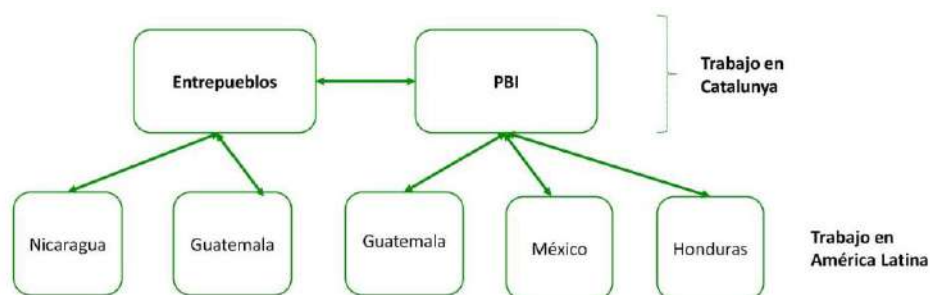 Entrepueblos
PBI
Trabajo en
Catalunya
Nicaragua
Guatemala
Guatemala
México
Honduras
Trabajo en
América Latina